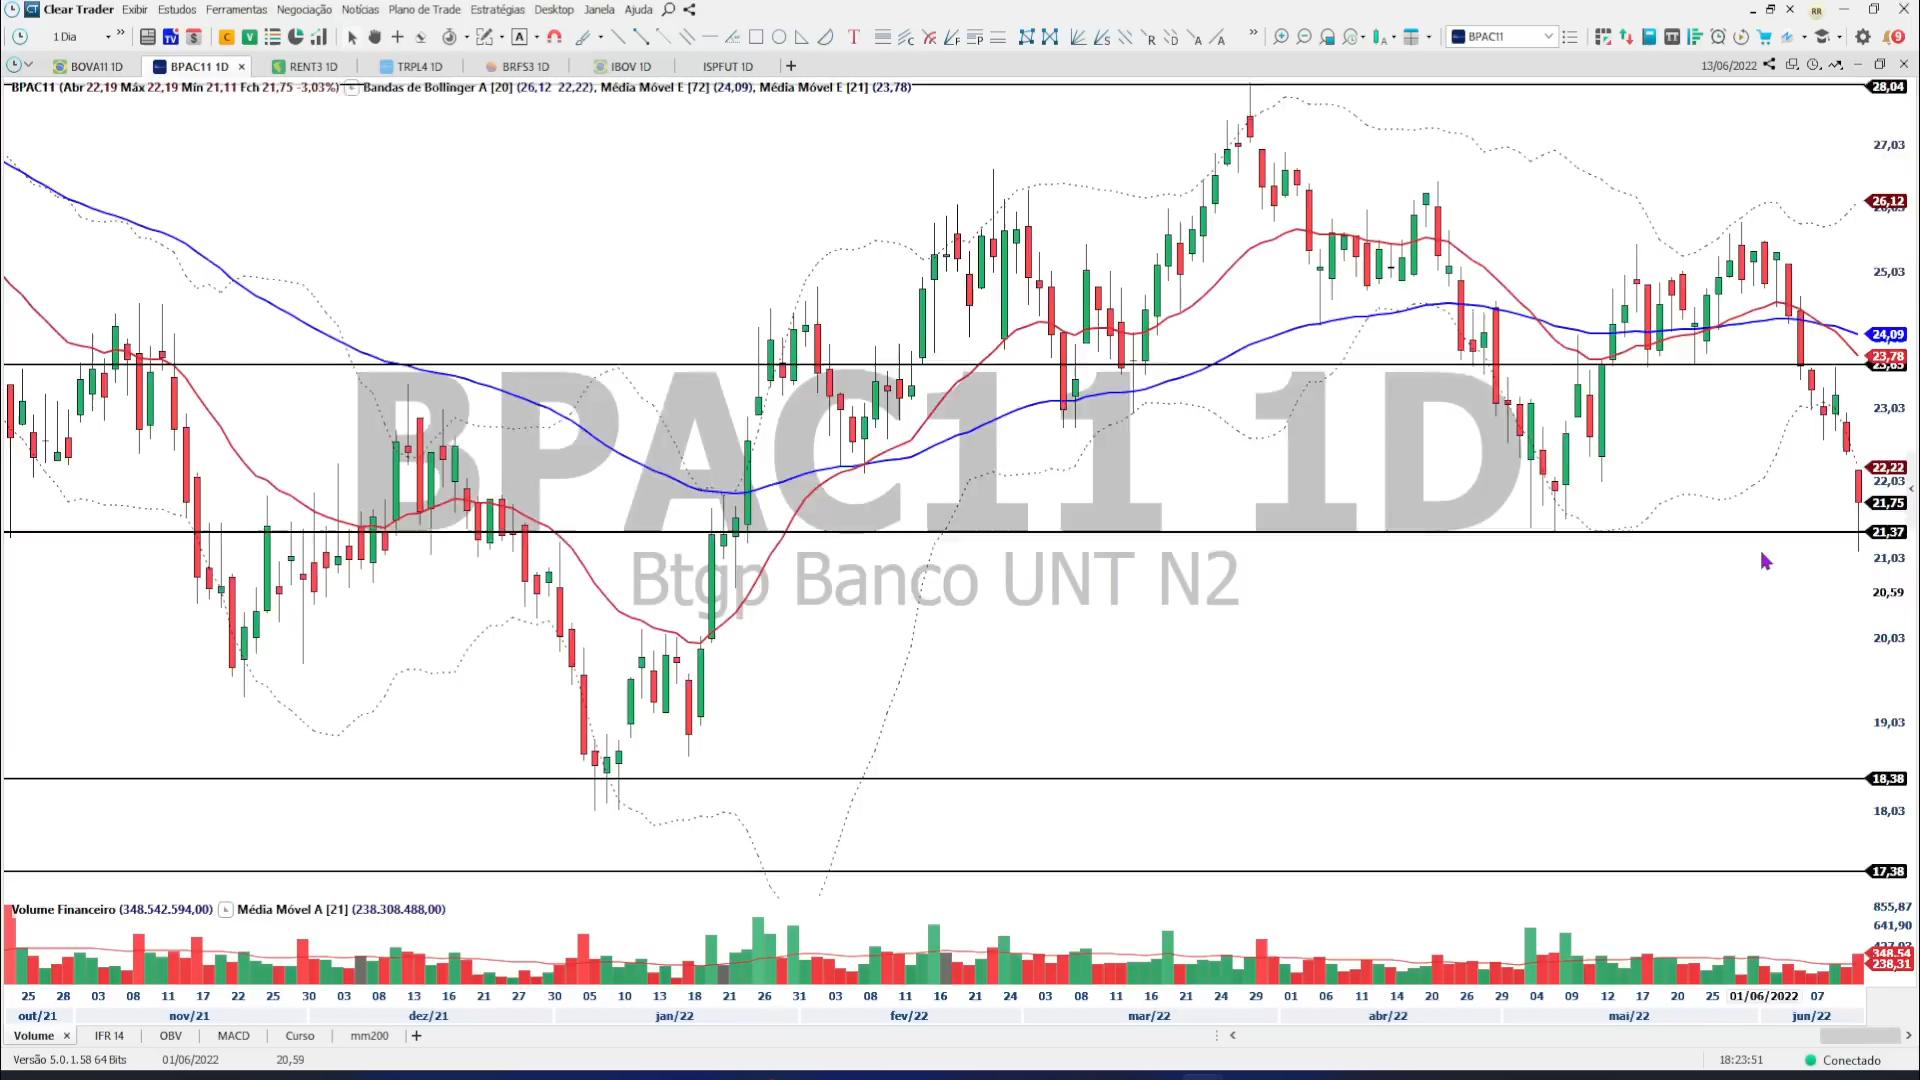 CT Clear Trader Exibir Estudos Ferramentas Negociação Notícias Plano de Trade Estratégias Desktop Janela Ajuda RR
1 Dia » $ C V A T R D A » A BPAC11 9
BOVA11 1D BPAC11 1D × RENT3 1D TRPL4 1D BRFS3 1D IBOV 1D ISPFUT 1D + 13/06/2022
BPAC11 (Abr 22,19 Máx 22,19 Mín 21,11 Fch 21,75 -3,03%) Bandas de Bollinger A [20] (26,12 22,22), Média Móvel E [72] (24,09), Média Móvel E [21] (23,78)
28,04
27,03
26,12
25,03
24,09
23,78
23,03
22,22
22,03
21,75
21,37
21,03
20,59
20,03
19,03
18,38
18,03
17,38
BPAC11 1D
Btgp Banco UNT N2
Volume Financeiro (348.542.594,00) Média Móvel A [21] (238.308.488,00)
855,87
641,90
348,54
238,31
25 28 03 08 11 17 22 25 30 03 08 13 16 21 27 30 05 10 13 18 21 26 31 03 08 11 16 21 24 03 08 11 16 21 24 29 01 06 11 14 20 26 29 04 09 12 17 20 25 01/06/2022 07
out/21 nov/21 dez/21 jan/22 fev/22 mar/22 abr/22 mai/22 jun/22
Volume × IFR 14 OBV MACD Curso mm200 +
Versão 5.0.1.58 64 Bits 01/06/2022 20,59 18:23:51 Conectado